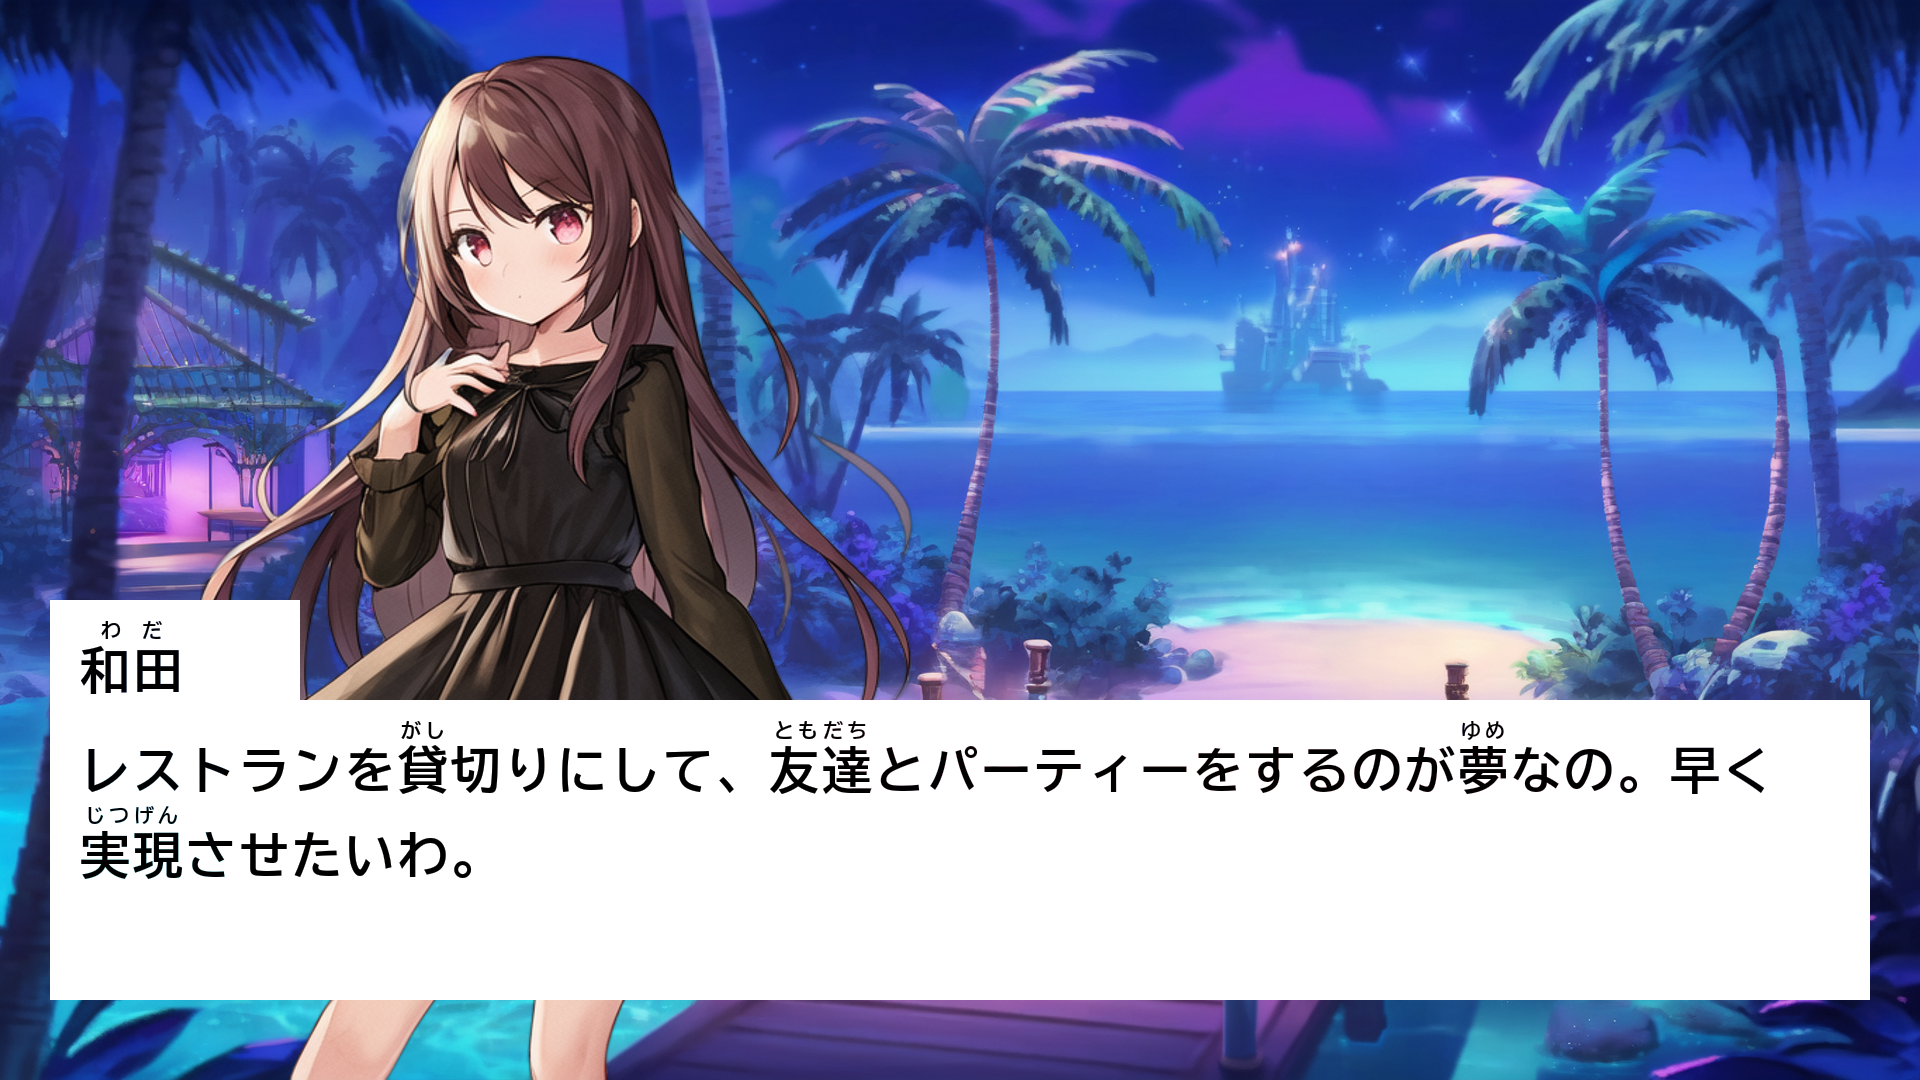 わだ
和田
がし ともだち ゆめ
レストランを貸切りにして、友達とパーティーをするのが夢なの。早く
じつげん
実現させたいわ。